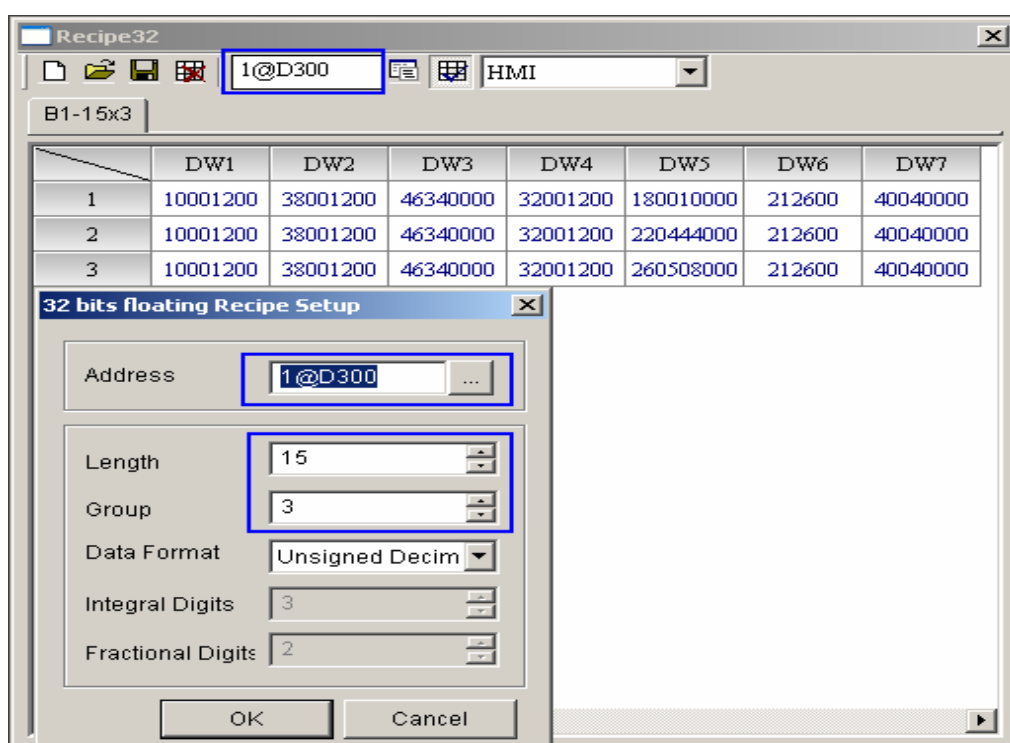 Recipe32
1@D300 HMI
B1-15x3
DW1 DW2 DW3 DW4 DW5 DW6 DW7
1 10001200 38001200 46340000 32001200 180010000 212600 40040000
2 10001200 38001200 46340000 32001200 220444000 212600 40040000
3 10001200 38001200 46340000 32001200 260508000 212600 40040000
32 bits floating Recipe Setup
Address 1@D300 ...
Length 15
Group 3
Data Format Unsigned Decim
Integral Digits 3
Fractional Digits 2
OK Cancel